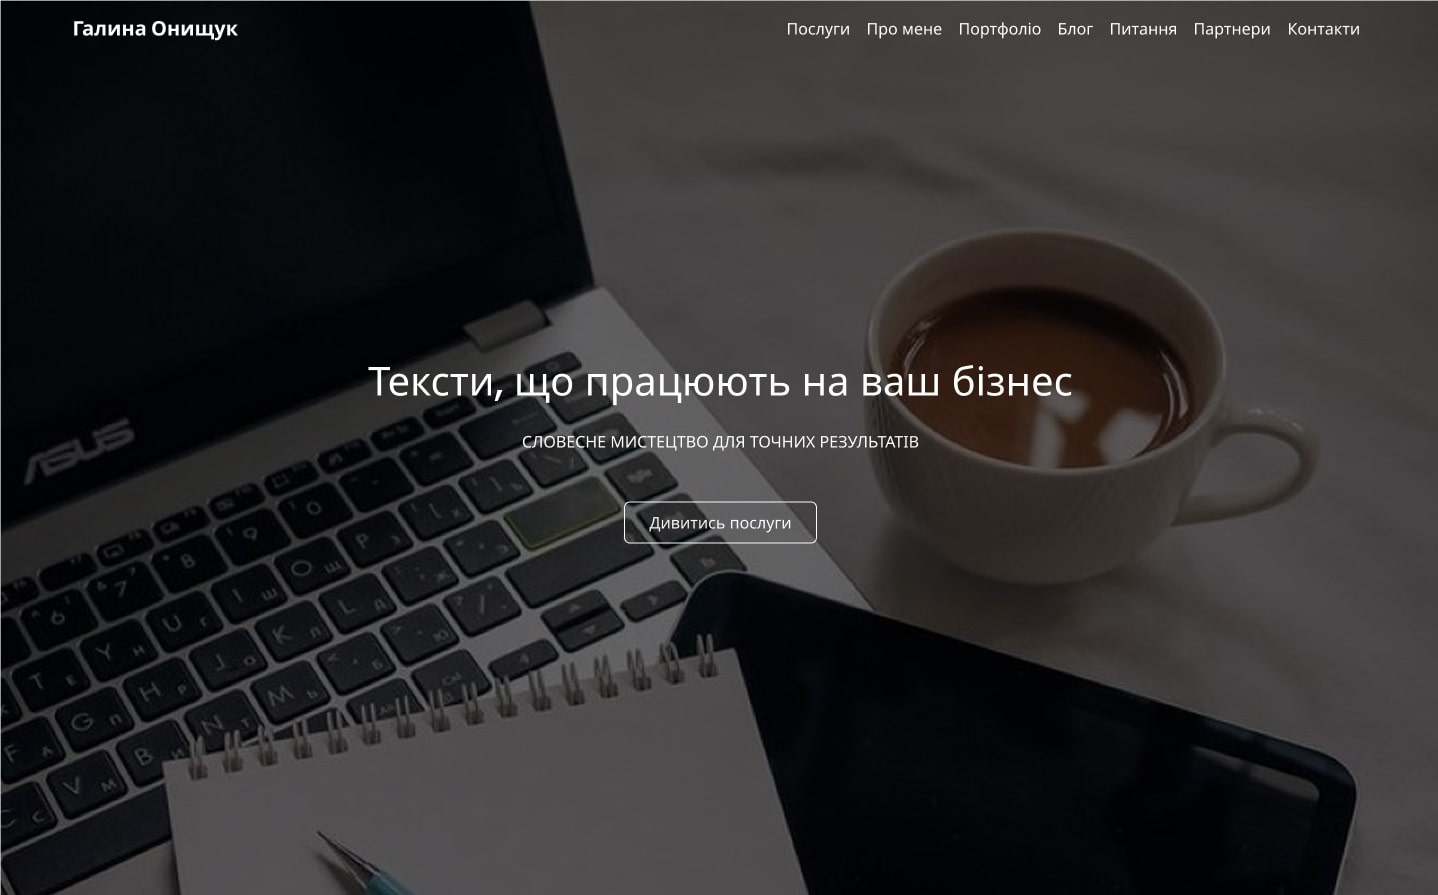 Галина Онищук
Послуги Про мене Портфоліо Блог Питання Партнери Контакти
Тексти, що працюють на ваш бізнес
СЛОВЕСНЕ МИСТЕЦТВО ДЛЯ ТОЧНИХ РЕЗУЛЬТАТІВ
Дивитись послуги
ASUS